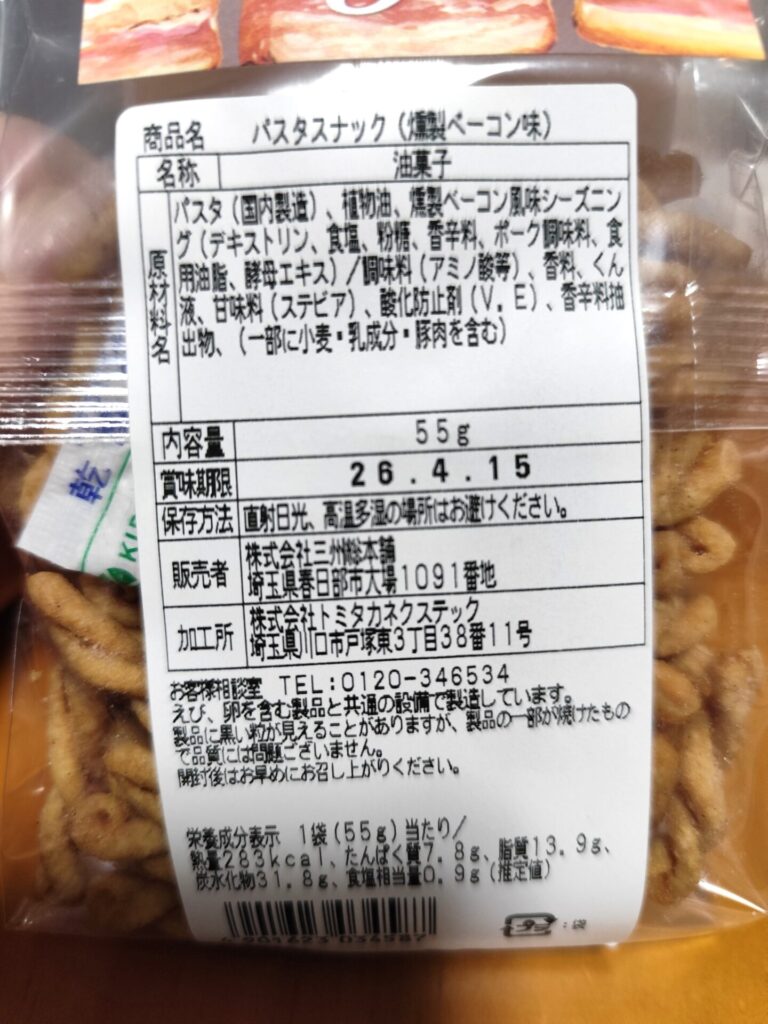 商品名 パスタスナック(燻製ベーコン味)
名称 油菓子
原材料名
パスタ(国内製造)、植物油、燻製ベーコン風味シーズニン
グ(デキストリン、食塩、粉糖、香辛料、ポーク調味料、食
用油脂、酵母エキス)/調味料(アミノ酸等)、香料、くん
液、甘味料(ステビア)、酸化防止剤(V.E)、香辛料抽
出物、(一部に小麦・乳成分・豚肉を含む)
内容量 55g
賞味期限 26.4.15
保存方法 直射日光、高温多湿の場所はお避けください。
販売者 株式会社三州総本舗
埼玉県春日部市大場1091番地
加工所 株式会社トミタカネクステック
埼玉県川口市戸塚東3丁目38番11号
お客様相談室 TEL:0120-346534
えび、卵を含む製品と共通の設備で製造しています。
製品に黒い粒が見えることがありますが、製品の一部が焼けたもの
で品質には問題ございません。
開封後はお早めにお召し上がりください。
栄養成分表示 1袋(55g)当たり/
熱量283kcal、たんぱく質7.8g、脂質13.9g、
炭水化物31.8g、食塩相当量0.9g(推定値)
プラ:袋
乾